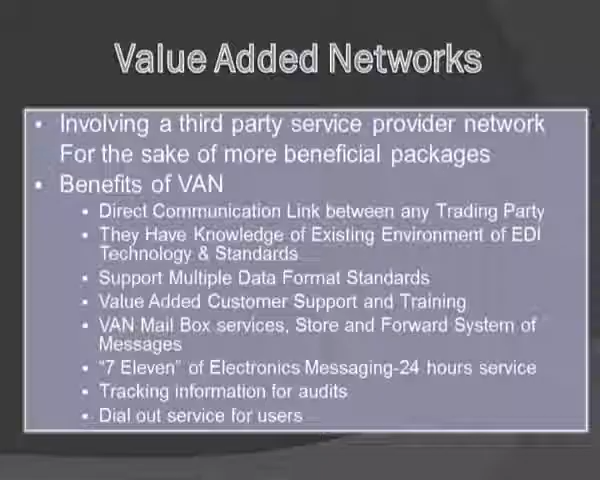 Value Added Networks
• Involving a third party service provider network
For the sake of more beneficial packages
• Benefits of VAN
• Direct Communication Link between any Trading Party
• They Have Knowledge of Existing Environment of EDI
Technology & Standards
• Support Multiple Data Format Standards
• Value Added Customer Support and Training
• VAN Mail Box services, Store and Forward System of
Messages
• "7 Eleven" of Electronics Messaging-24 hours service
• Tracking information for audits
• Dial out service for users